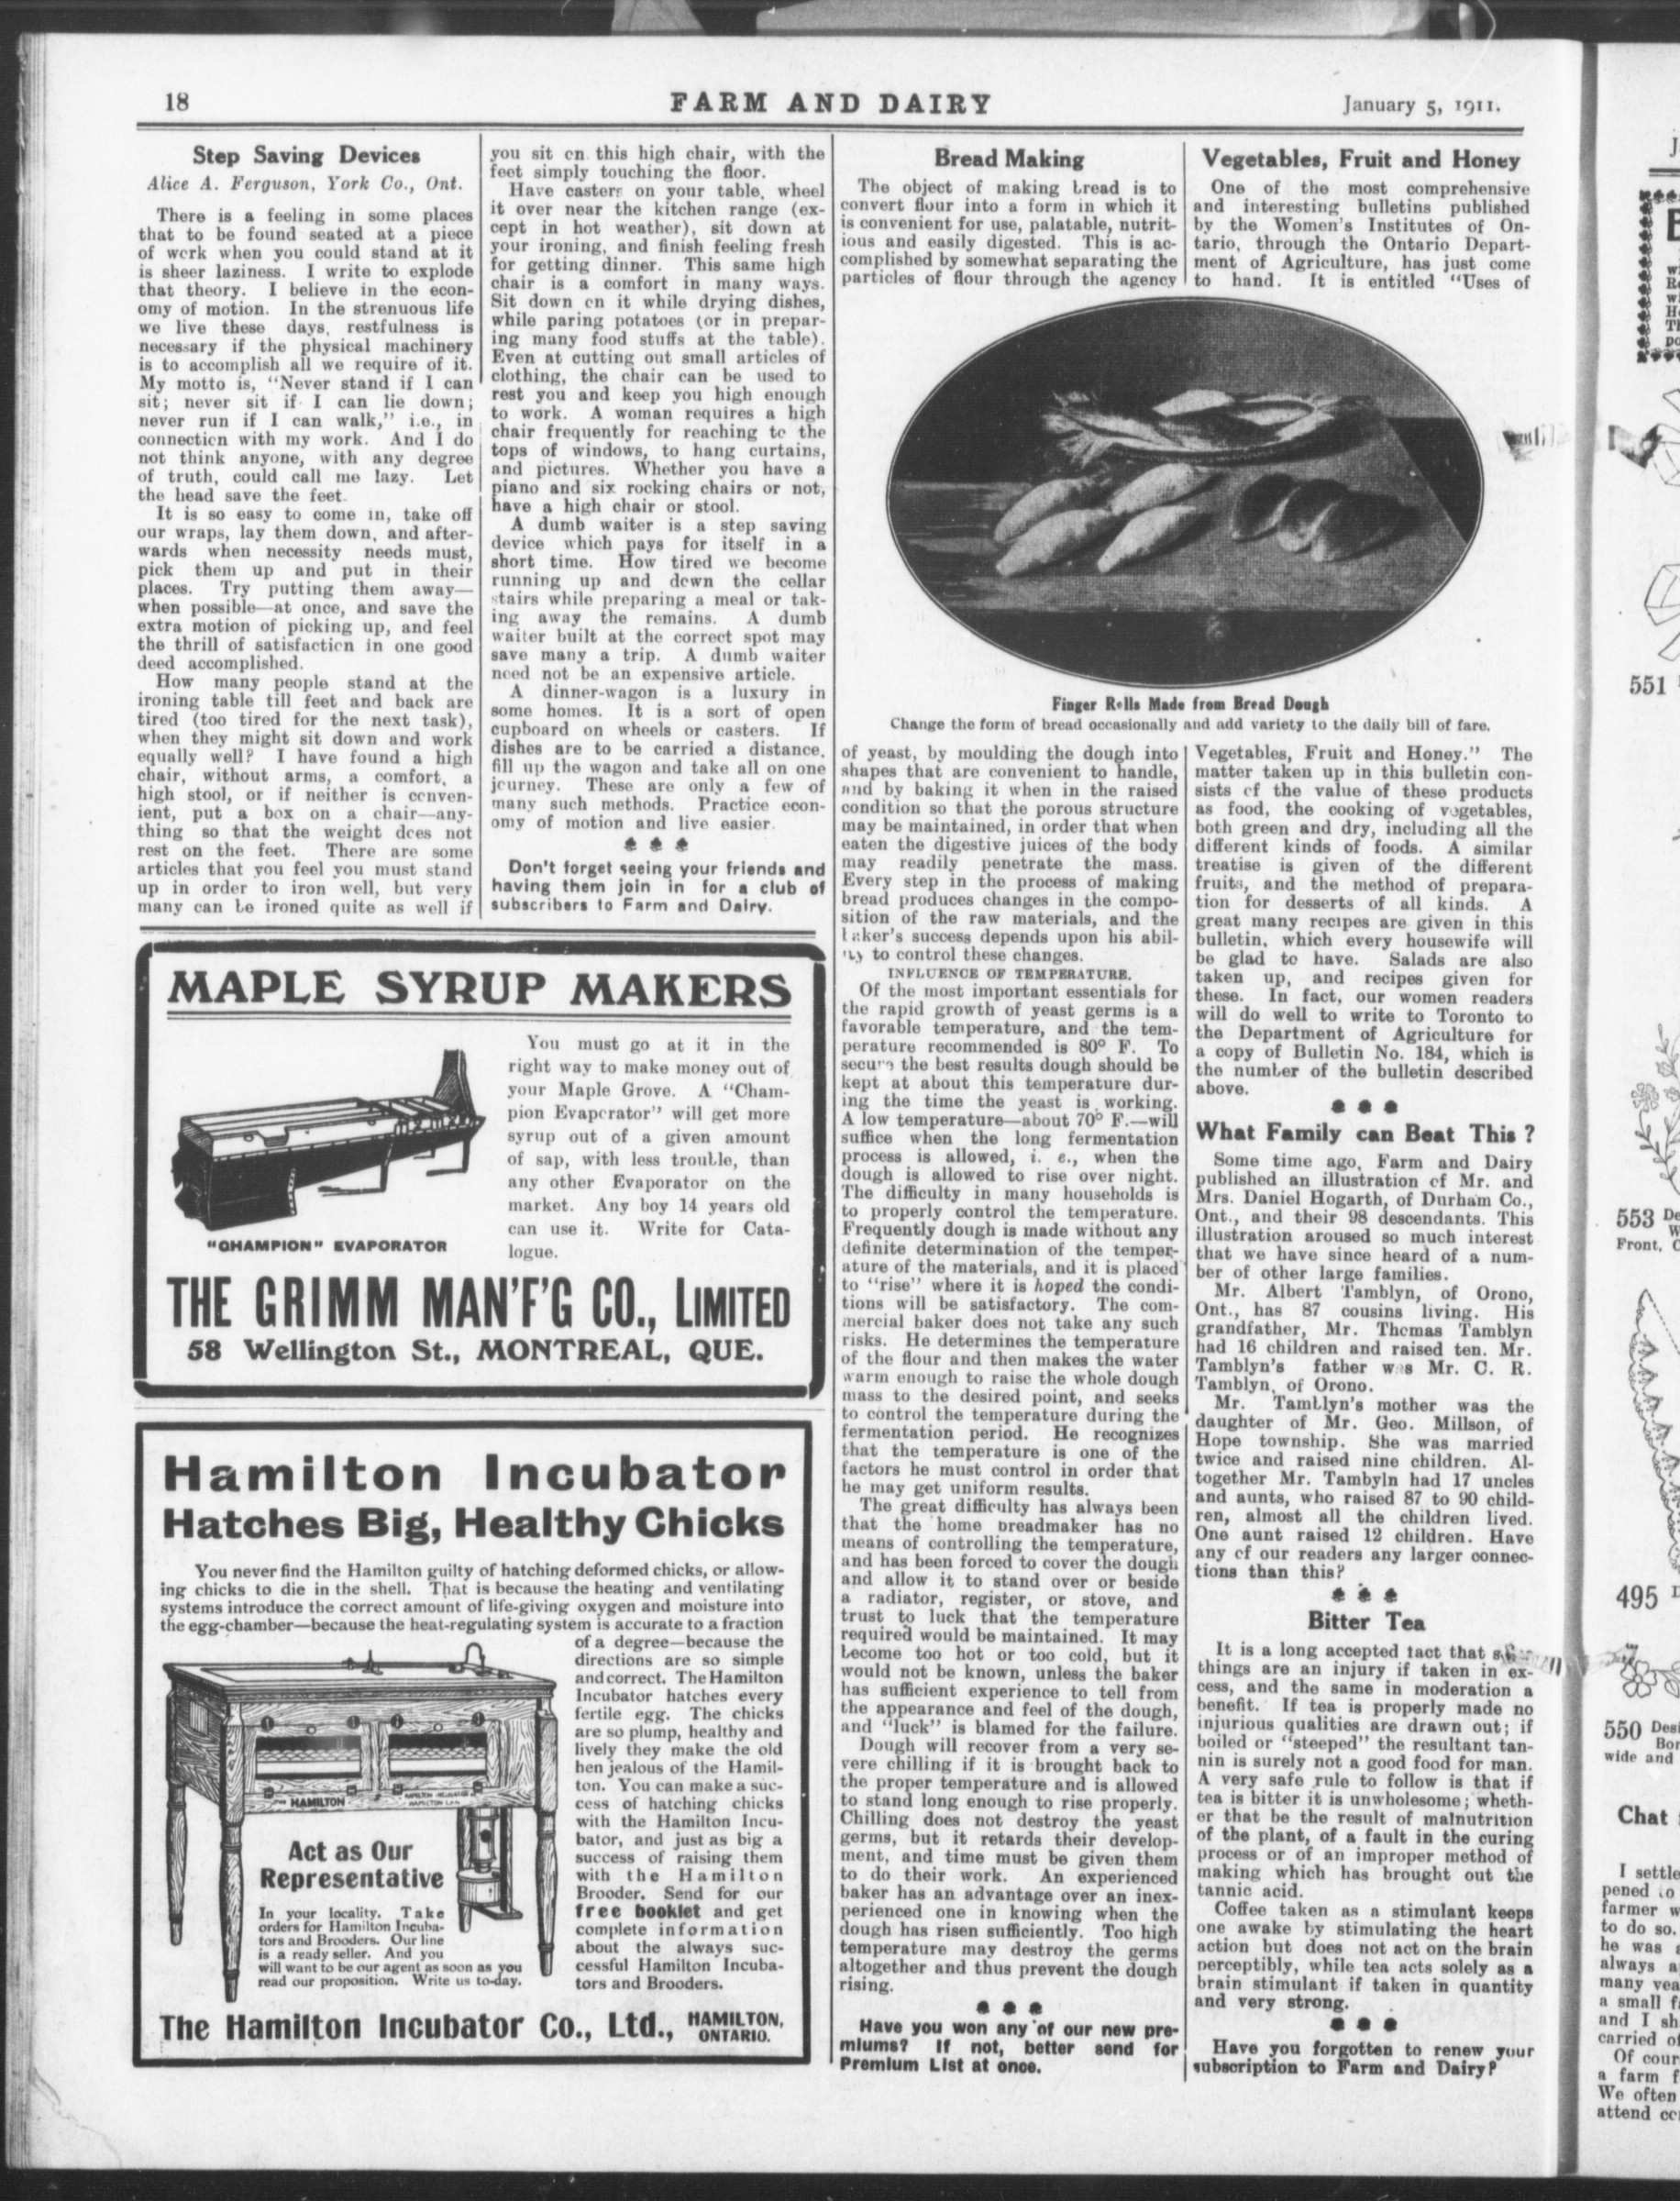 18
FARM AND DAIRY
January 5, 1911.
Step Saving Devices
Alice A. Ferguson, York Co., Ont.
There is a feeling in some places
that to be found seated at a piece
of work when you could stand at it
is sheer laziness. I write to explode
that theory. I believe in the econ-
omy of motion. In the strenuous life
we live these days, restfulness is
necessary if the physical machinery
is to accomplish all we require of it.
My motto is, "Never stand if I can
sit; never sit if I can lie down;
never run if I can walk," i.e., in
connection with my work. And I do
not think anyone, with any degree
of truth, could call me lazy. Let
the head save the feet.
It is so easy to come in, take off
our wraps, lay them down, and after-
wards when necessity needs must,
pick them up and put in their
places. Try putting them away—
when possible—at once, and save the
extra motion of picking up, and feel
the thrill of satisfaction in one good
deed accomplished.
How many people stand at the
ironing table till feet and back are
tired (too tired for the next task),
when they might sit down and work
equally well? I have found a high
chair, without arms, a comfort, a
high stool, or if neither is conven-
ient, put a box on a chair—any-
thing so that the weight does not
rest on the feet. There are some
articles that you feel you must stand
up in order to iron well, but very
many can be ironed quite as well if
you sit on this high chair, with the
feet simply touching the floor.
Have casters on your table, wheel
it over near the kitchen range (ex-
cept in hot weather), sit down at
your ironing, and finish feeling fresh
for getting dinner. This same high
chair is a comfort in many ways.
Sit down on it while drying dishes,
while paring potatoes (or in prepar-
ing many food stuffs at the table).
Even at cutting out small articles of
clothing, the chair can be used to
rest you and keep you high enough
to work. A woman requires a high
chair frequently for reaching to the
tops of windows, to hang curtains,
and pictures. Whether you have a
piano and six rocking chairs or not,
have a high chair or stool.
A dumb waiter is a step saving
device which pays for itself in a
short time. How tired we become
running up and down the cellar
stairs while preparing a meal or tak-
ing away the remains. A dumb
waiter built at the correct spot may
save many a trip. A dumb waiter
need not be an expensive article.
A dinner-wagon is a luxury in
some homes. It is a sort of open
cupboard on wheels or casters. If
dishes are to be carried a distance,
fill up the wagon and take all on one
journey. These are only a few of
many such methods. Practice econ-
omy of motion and live easier.
Don't forget seeing your friends and
having them join in for a club of
subscribers to Farm and Dairy.
MAPLE SYRUP MAKERS
You must go at it in the
right way to make money out of
your Maple Grove. A "Cham-
pion Evaporator" will get more
syrup out of a given amount
of sap, with less trouble, than
any other Evaporator on the
market. Any boy 14 years old
can use it. Write for Cata-
logue.
"CHAMPION" EVAPORATOR
THE GRIMM MAN'F'G CO., LIMITED
58 Wellington St., MONTREAL, QUE.
Hamilton Incubator
Hatches Big, Healthy Chicks
You never find the Hamilton guilty of hatching deformed chicks, or allow-
ing chicks to die in the shell. That is because the heating and ventilating
systems introduce the correct amount of life-giving oxygen and moisture into
the egg-chamber—because the heat-regulating system is accurate to a fraction
of a degree—because the
directions are so simple
and correct. The Hamilton
Incubator hatches every
fertile egg. The chicks
are so plump, healthy and
lively they make the old
hen jealous of the Hamil-
ton. You can make a suc-
cess of hatching chicks
with the Hamilton Incu-
bator, and just as big a
success of raising them
with the Hamilton
Brooder. Send for our
free booklet and get
complete information
about the always suc-
cessful Hamilton Incuba-
tors and Brooders.
HAMILTON
Act as Our
Representative
In your locality. Take
orders for Hamilton Incuba-
tors and Brooders. Our line
is a ready seller. And you
will want to be our agent as soon as you
read our proposition. Write us to-day.
The Hamilton Incubator Co., Ltd., HAMILTON, ONTARIO.
Bread Making
The object of making bread is to
convert flour into a form in which it
is convenient for use, palatable, nutrit-
ious and easily digested. This is ac-
complished by somewhat separating the
particles of flour through the agency
Finger Rolls Made from Bread Dough
Change the form of bread occasionally and add variety to the daily bill of fare.
of yeast, by moulding the dough into
shapes that are convenient to handle,
and by baking it when in the raised
condition so that the porous structure
may be maintained, in order that when
eaten the digestive juices of the body
may readily penetrate the mass.
Every step in the process of making
bread produces changes in the compo-
sition of the raw materials, and the
baker's success depends upon his abil-
ity to control these changes.
INFLUENCE OF TEMPERATURE.
Of the most important essentials for
the rapid growth of yeast germs is a
favorable temperature, and the tem-
perature recommended is 80° F. To
secure the best results dough should be
kept at about this temperature dur-
ing the time the yeast is working.
A low temperature—about 70° F.—will
suffice when the long fermentation
process is allowed, i. e., when the
dough is allowed to rise over night.
The difficulty in many households is
to properly control the temperature.
Frequently dough is made without any
definite determination of the temper-
ature of the materials, and it is placed
to "rise" where it is hoped the condi-
tions will be satisfactory. The com-
mercial baker does not take any such
risks. He determines the temperature
of the flour and then makes the water
warm enough to raise the whole dough
mass to the desired point, and seeks
to control the temperature during the
fermentation period. He recognizes
that the temperature is one of the
factors he must control in order that
he may get uniform results.
The great difficulty has always been
that the home breadmaker has no
means of controlling the temperature,
and has been forced to cover the dough
and allow it to stand over or beside
a radiator, register, or stove, and
trust to luck that the temperature
required would be maintained. It may
become too hot or too cold, but it
would not be known, unless the baker
has sufficient experience to tell from
the appearance and feel of the dough,
and "luck" is blamed for the failure.
Dough will recover from a very se-
vere chilling if it is brought back to
the proper temperature and is allowed
to stand long enough to rise properly.
Chilling does not destroy the yeast
germs, but it retards their develop-
ment, and time must be given them
to do their work. An experienced
baker has an advantage over an inex-
perienced one in knowing when the
dough has risen sufficiently. Too high
temperature may destroy the germs
altogether and thus prevent the dough
rising.
Have you won any of our new pre-
miums? If not, better send for
Premium List at once.
Vegetables, Fruit and Honey
One of the most comprehensive
and interesting bulletins published
by the Women's Institutes of On-
tario, through the Ontario Depart-
ment of Agriculture, has just come
to hand. It is entitled "Uses of
Vegetables, Fruit and Honey." The
matter taken up in this bulletin con-
sists of the value of these products
as food, the cooking of vegetables,
both green and dry, including all the
different kinds of foods. A similar
treatise is given of the different
fruits, and the method of prepara-
tion for desserts of all kinds. A
great many recipes are given in this
bulletin, which every housewife will
be glad to have. Salads are also
taken up, and recipes given for
these. In fact, our women readers
will do well to write to Toronto to
the Department of Agriculture for
a copy of Bulletin No. 184, which is
the number of the bulletin described
above.
What Family can Beat This?
Some time ago, Farm and Dairy
published an illustration of Mr. and
Mrs. Daniel Hogarth, of Durham Co.,
Ont., and their 98 descendants. This
illustration aroused so much interest
that we have since heard of a num-
ber of other large families.
Mr. Albert Tamblyn, of Orono,
Ont., has 87 cousins living. His
grandfather, Mr. Thomas Tamblyn
had 16 children and raised ten. Mr.
Tamblyn's father was Mr. C. R.
Tamblyn, of Orono.
Mr. Tamblyn's mother was the
daughter of Mr. Geo. Millson, of
Hope township. She was married
twice and raised nine children. Al-
together Mr. Tambyln had 17 uncles
and aunts, who raised 87 to 90 child-
ren, almost all the children lived.
One aunt raised 12 children. Have
any of our readers any larger connec-
tions than this?
Bitter Tea
It is a long accepted fact that
things are an injury if taken in ex-
cess, and the same in moderation a
benefit. If tea is properly made no
injurious qualities are drawn out; if
boiled or "steeped" the resultant tan-
nin is surely not a good food for man.
A very safe rule to follow is that if
tea is bitter it is unwholesome; wheth-
er that be the result of malnutrition
of the plant, of a fault in the curing
process or of an improper method of
making which has brought out the
tannic acid.
Coffee taken as a stimulant keeps
one awake by stimulating the heart
action but does not act on the brain
perceptibly, while tea acts solely as a
brain stimulant if taken in quantity
and very strong.
Have you forgotten to renew your
subscription to Farm and Dairy?
551
553
Front,
495
550
wide and
Chat
I settle
pened to
farmer
to do so.
he was
always
many
a small
and I
carried
Of
a farm
We often
attend